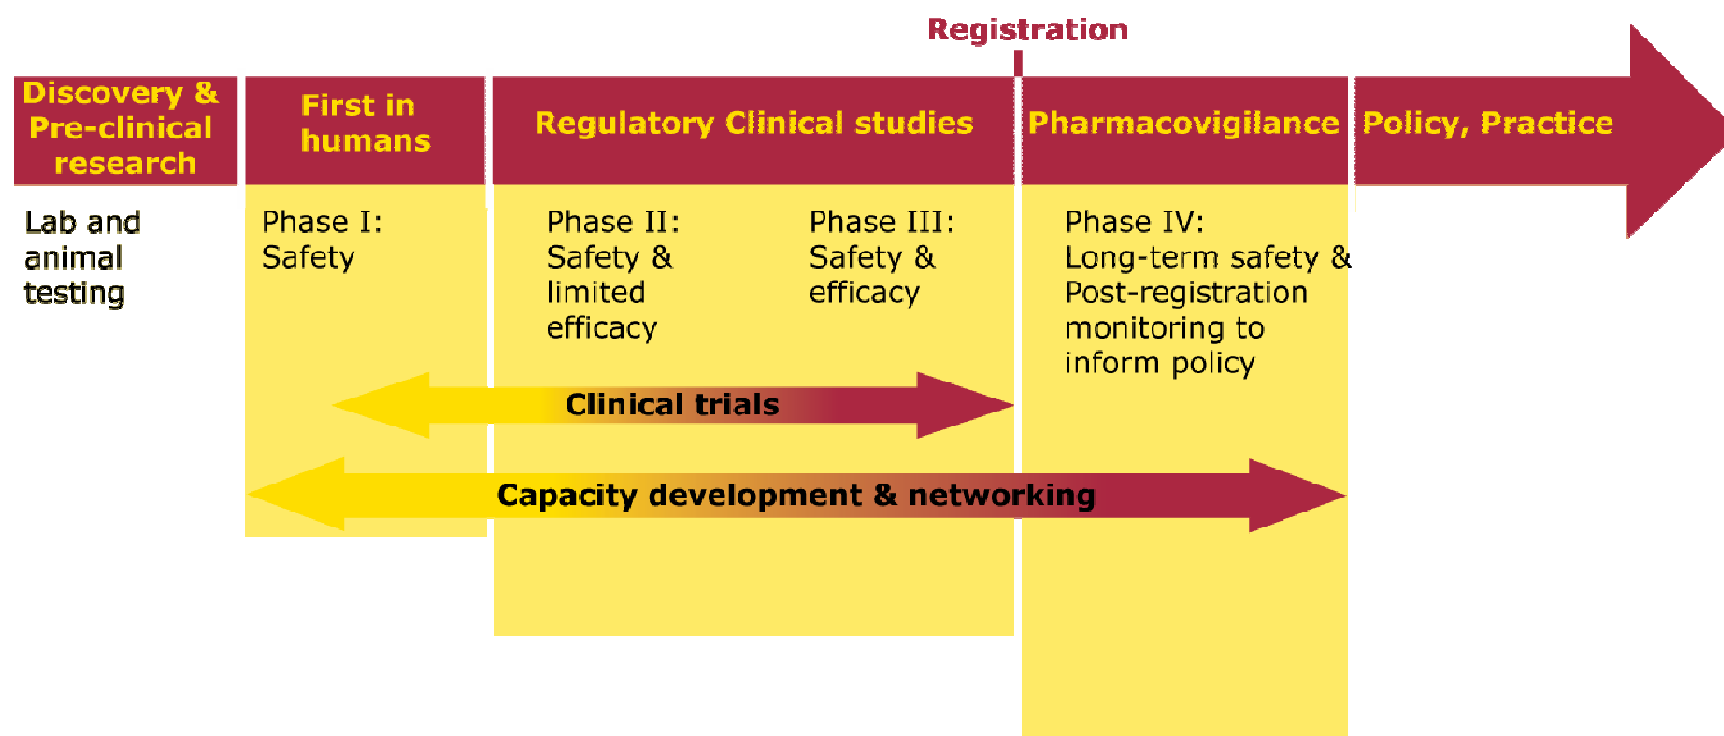 Registration
Discovery &
Pre-clinical
research
First in
humans
Regulatory Clinical studies
Pharmacovigilance
Policy, Practice
Lab and
animal
testing
Phase I:
Safety
Phase II:
Safety &
limited
efficacy
Phase III:
Safety &
efficacy
Phase IV:
Long-term safety &
Post-registration
monitoring to
inform policy
Clinical trials
Capacity development & networking